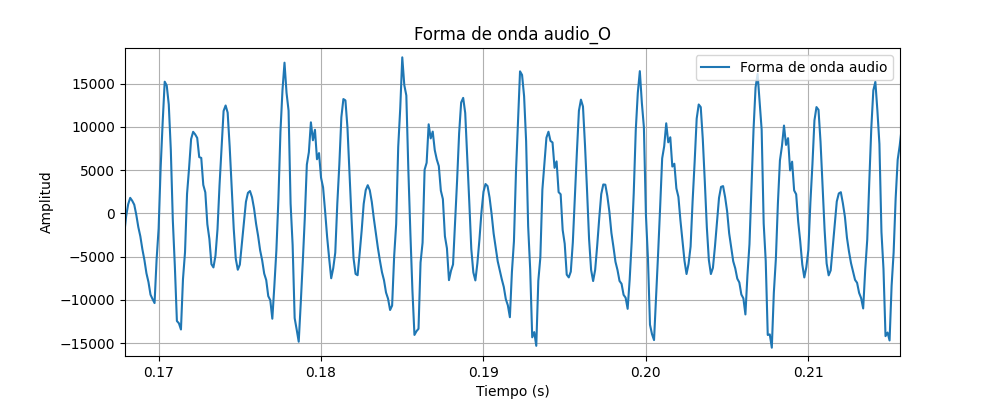 Forma de onda audio_O
Forma de onda audio
15000
10000
5000
0
−5000
−10000
−15000
Amplitud
0.17 0.18 0.19 0.20 0.21
Tiempo (s)